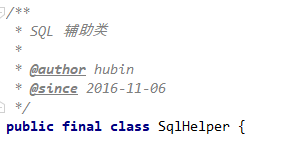 /**
 * SQL 辅助类
 *
 * @author hubin
 * @since 2016-11-06
 */
public final class SqlHelper {